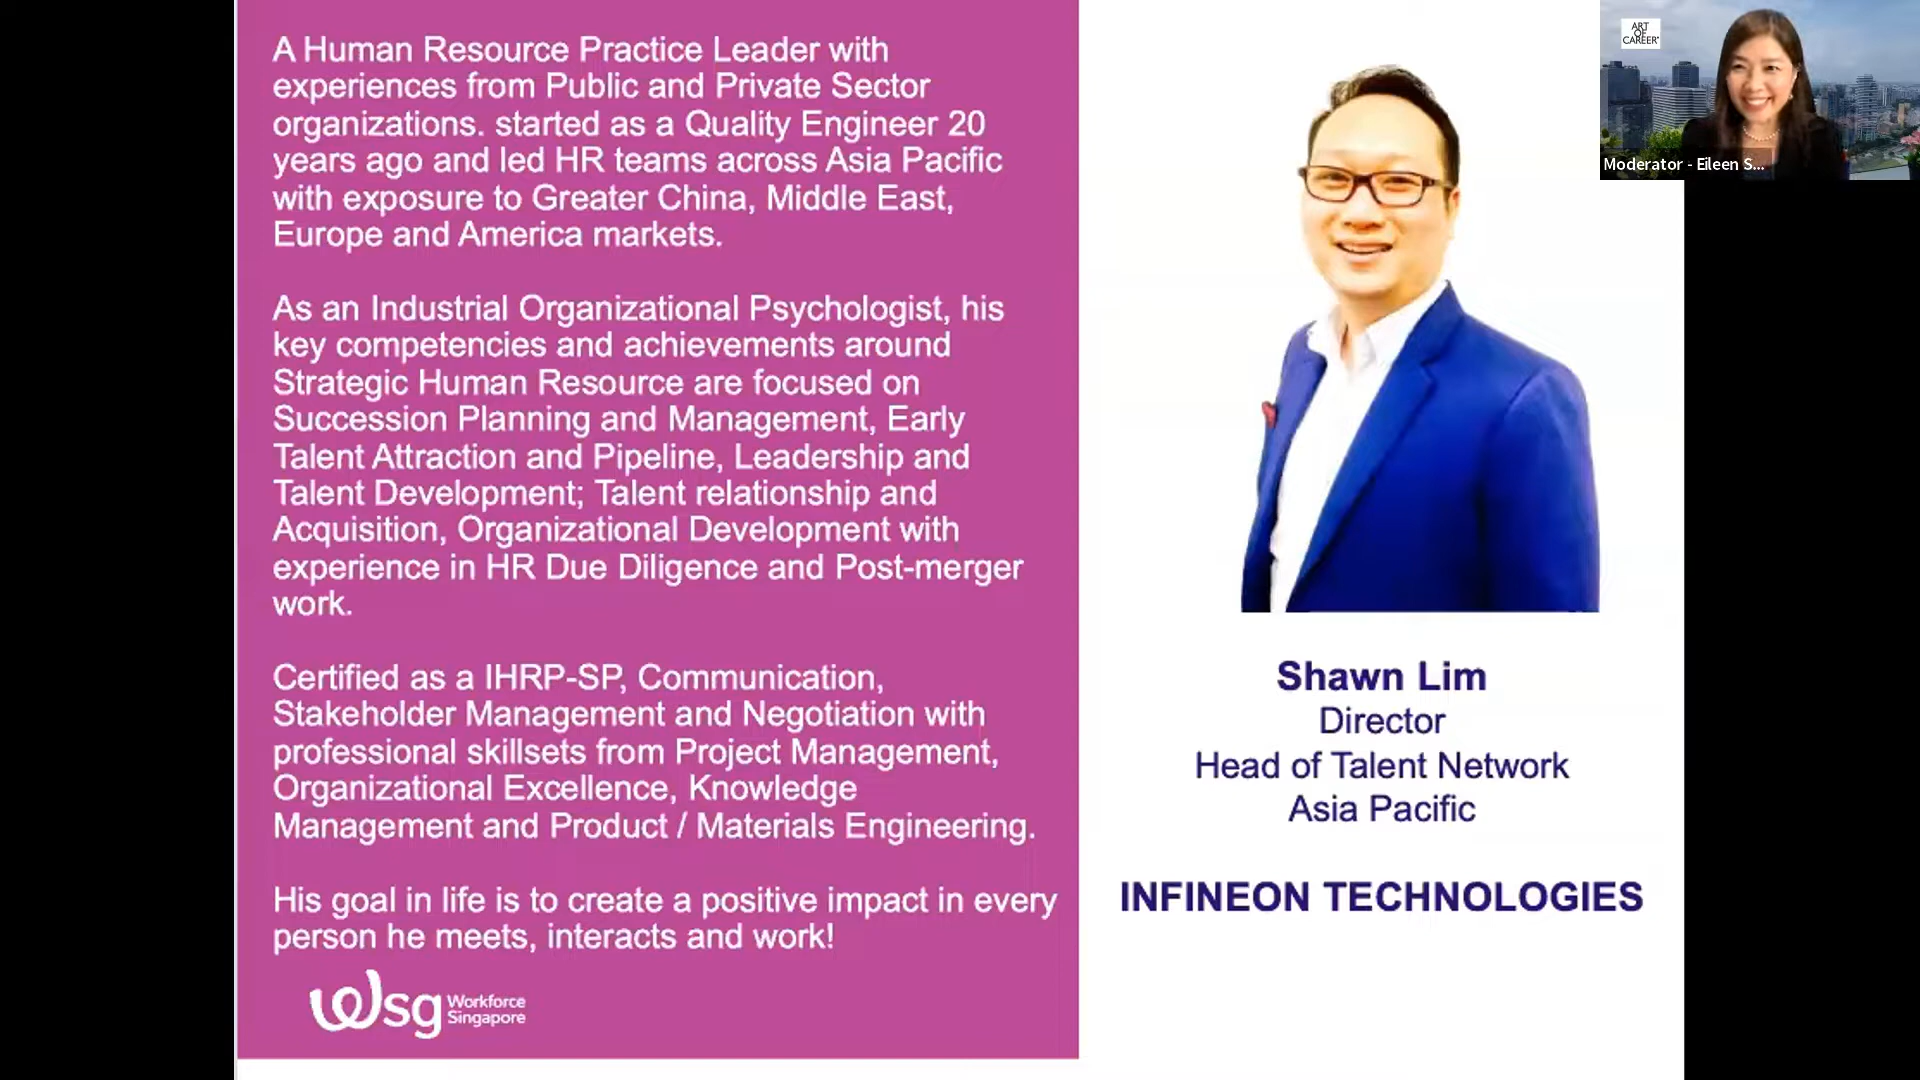 A Human Resource Practice Leader with
experiences from Public and Private Sector
organizations. started as a Quality Engineer 20
years ago and led HR teams across Asia Pacific
with exposure to Greater China, Middle East,
Europe and America markets.
As an Industrial Organizational Psychologist, his
key competencies and achievements around
Strategic Human Resource are focused on
Succession Planning and Management, Early
Talent Attraction and Pipeline, Leadership and
Talent Development; Talent relationship and
Acquisition, Organizational Development with
experience in HR Due Diligence and Post-merger
work.
Certified as a IHRP-SP, Communication,
Stakeholder Management and Negotiation with
professional skillsets from Project Management,
Organizational Excellence, Knowledge
Management and Product / Materials Engineering.
His goal in life is to create a positive impact in every
person he meets, interacts and work!
wsg Workforce
Singapore
Shawn Lim
Director
Head of Talent Network
Asia Pacific
INFINEON TECHNOLOGIES
ART
OF
CAREER
Moderator - Eileen S...